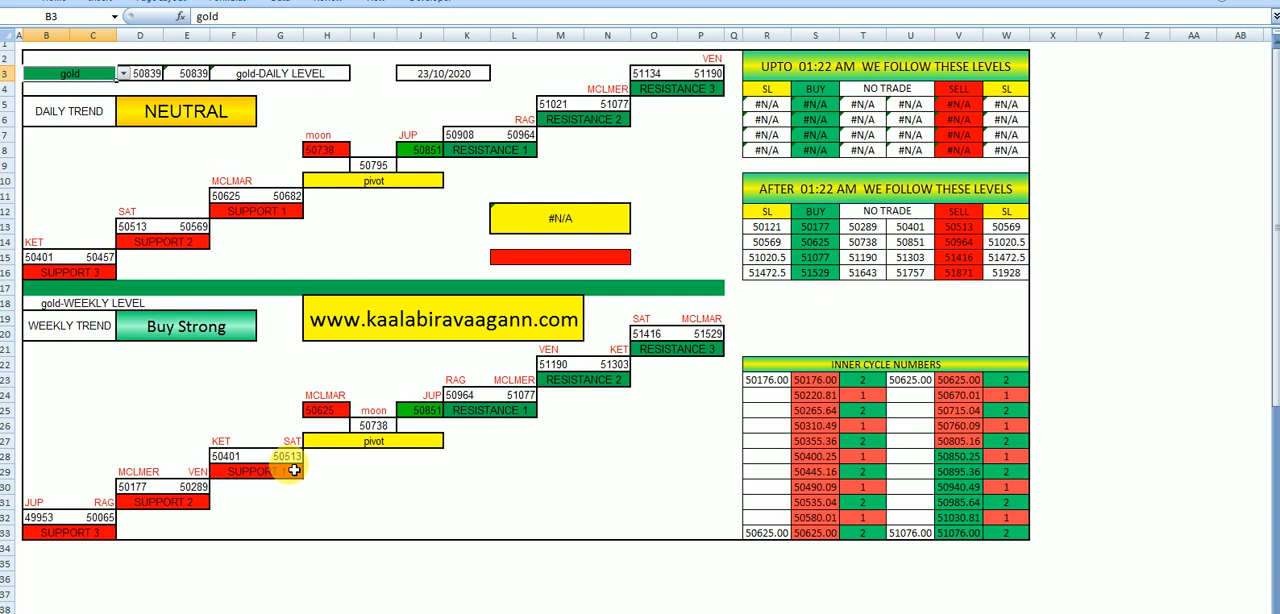 B3 fx gold
A B C D E F G H I J K L M N O P Q R S T U V W X Y Z AA AB
VEN
gold 50839 50839 gold-DAILY LEVEL 23/10/2020 51134 51190
MCLMER RESISTANCE 3
DAILY TREND NEUTRAL 51021 51077
RAG RESISTANCE 2
moon JUP 50908 50964
50738 50851 RESISTANCE 1
50795
MCLMAR pivot
50625 50682
SAT SUPPORT 1 #N/A
50513 50569
KET SUPPORT 2
50401 50457
SUPPORT 3
UPTO 01:22 AM WE FOLLOW THESE LEVELS
SL BUY NO TRADE SELL SL
#N/A #N/A #N/A #N/A #N/A #N/A
#N/A #N/A #N/A #N/A #N/A #N/A
#N/A #N/A #N/A #N/A #N/A #N/A
#N/A #N/A #N/A #N/A #N/A #N/A
AFTER 01:22 AM WE FOLLOW THESE LEVELS
SL BUY NO TRADE SELL SL
50121 50177 50289 50401 50513 50569
50569 50625 50738 50851 50964 51020.5
51020.5 51077 51190 51303 51416 51472.5
51472.5 51529 51643 51757 51871 51928
gold-WEEKLY LEVEL
WEEKLY TREND Buy Strong www.kaalabiravaagann.com SAT MCLMAR
51416 51529
VEN KET RESISTANCE 3
51190 51303
RAG MCLMER RESISTANCE 2
MCLMAR moon JUP 50964 51077
50625 50851 RESISTANCE 1
50738
KET SAT pivot
50401 50513
MCLMER VEN SUPPORT 1
50177 50289
JUP RAG SUPPORT 2
49953 50065
SUPPORT 3
INNER CYCLE NUMBERS
50176.00 50176.00 2 50625.00 50625.00 2
50220.81 1 50670.01 1
50265.64 2 50715.04 2
50310.49 1 50760.09 1
50355.36 2 50805.16 2
50400.25 1 50850.25 1
50445.16 2 50895.36 2
50490.09 1 50940.49 1
50535.04 2 50985.64 2
50580.01 1 51030.81 1
50625.00 50625.00 2 51076.00 51076.00 2